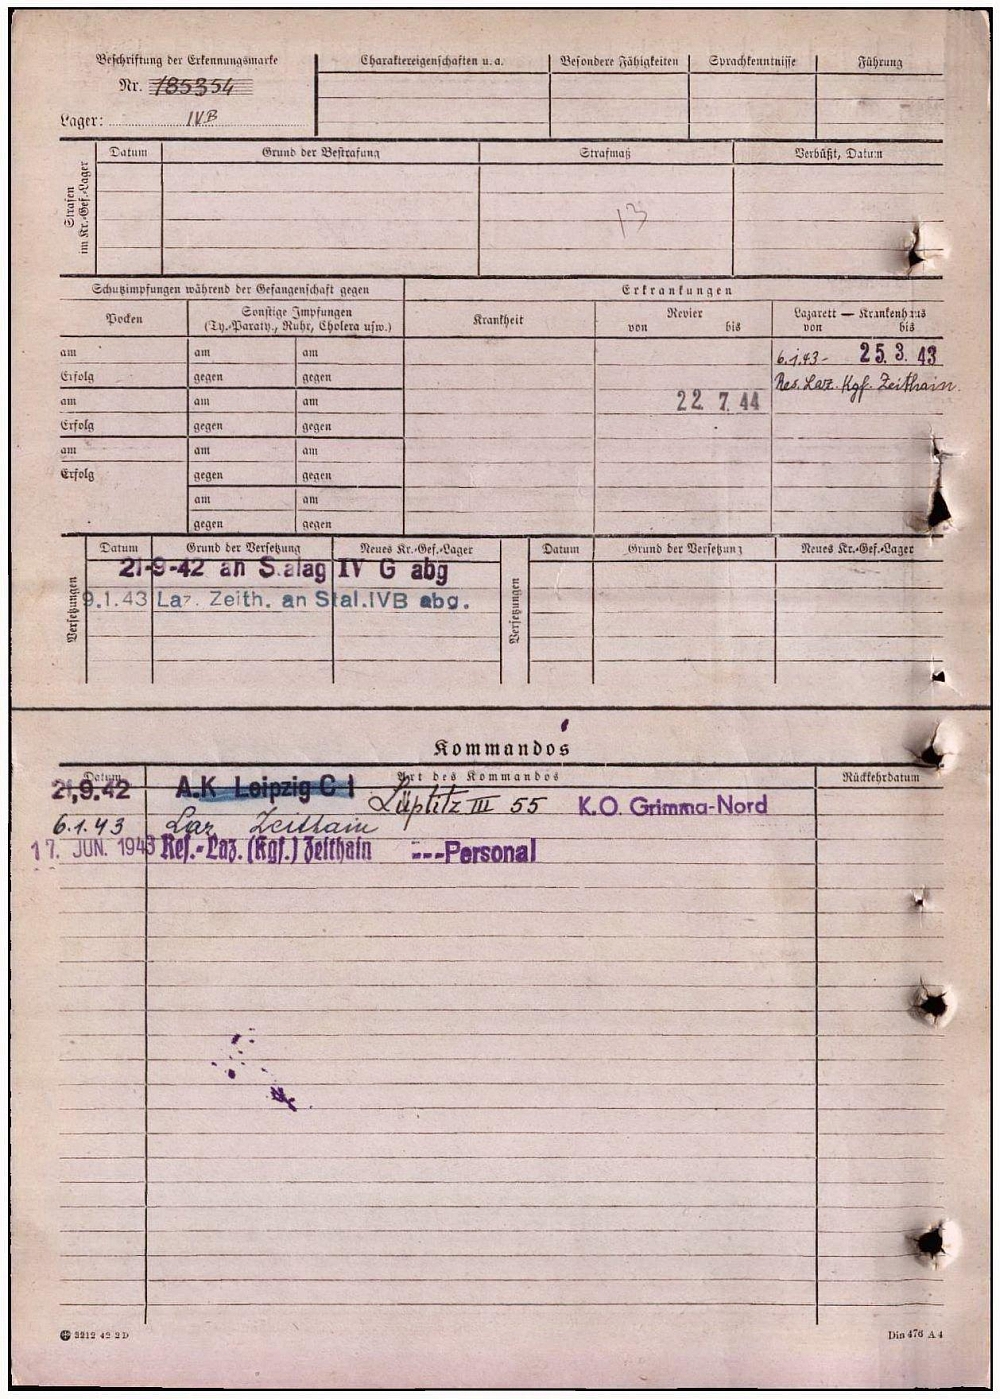 Beschriftung der Erkennungsmarke
Nr. 185354
Lager: IVB
Charaktereigenschaften u.a.
Besondere Fähigkeiten
Sprachkenntnisse
Führung
Strafen im Kr.-Gef.-Lager
Datum
Grund der Bestrafung
Strafmaß
Verbüßt, Datum
13
Schutzimpfungen während der Gefangenschaft gegen
Erkrankungen
Pocken
Sonstige Impfungen
(Ty.-Paraty., Ruhr, Cholera usw.)
Krankheit
Revier
von bis
Lazarett — Krankenhaus
von bis
am am am
6.1.43- 25.3.43
Erfolg gegen gegen
Res. Laz. Kgf. Zeithain.
am am am
22. 7. 44
Erfolg gegen gegen
am am am
Erfolg gegen gegen
am am
gegen gegen
Versetzungen
Datum
Grund der Versetzung
Neues Kr.-Gef.-Lager
Versetzungen
Datum
Grund der Versetzung
Neues Kr.-Gef.-Lager
21-9-42 an S.alag IV G abg
9.1.43 Laz. Zeith. an Stal.IVB abg.
Kommandos
Datum
Art des Kommandos
Rückkehrdatum
21,9.42 A.K Leipzig C 1 Lüptitz III 55 K.O. Grimma-Nord
6.1.43 Laz Zeithain
17. JUN. 1943 Res.-Laz. (Kgf.) Zeithain ---Personal
3212 42 2D
Din 476 A 4